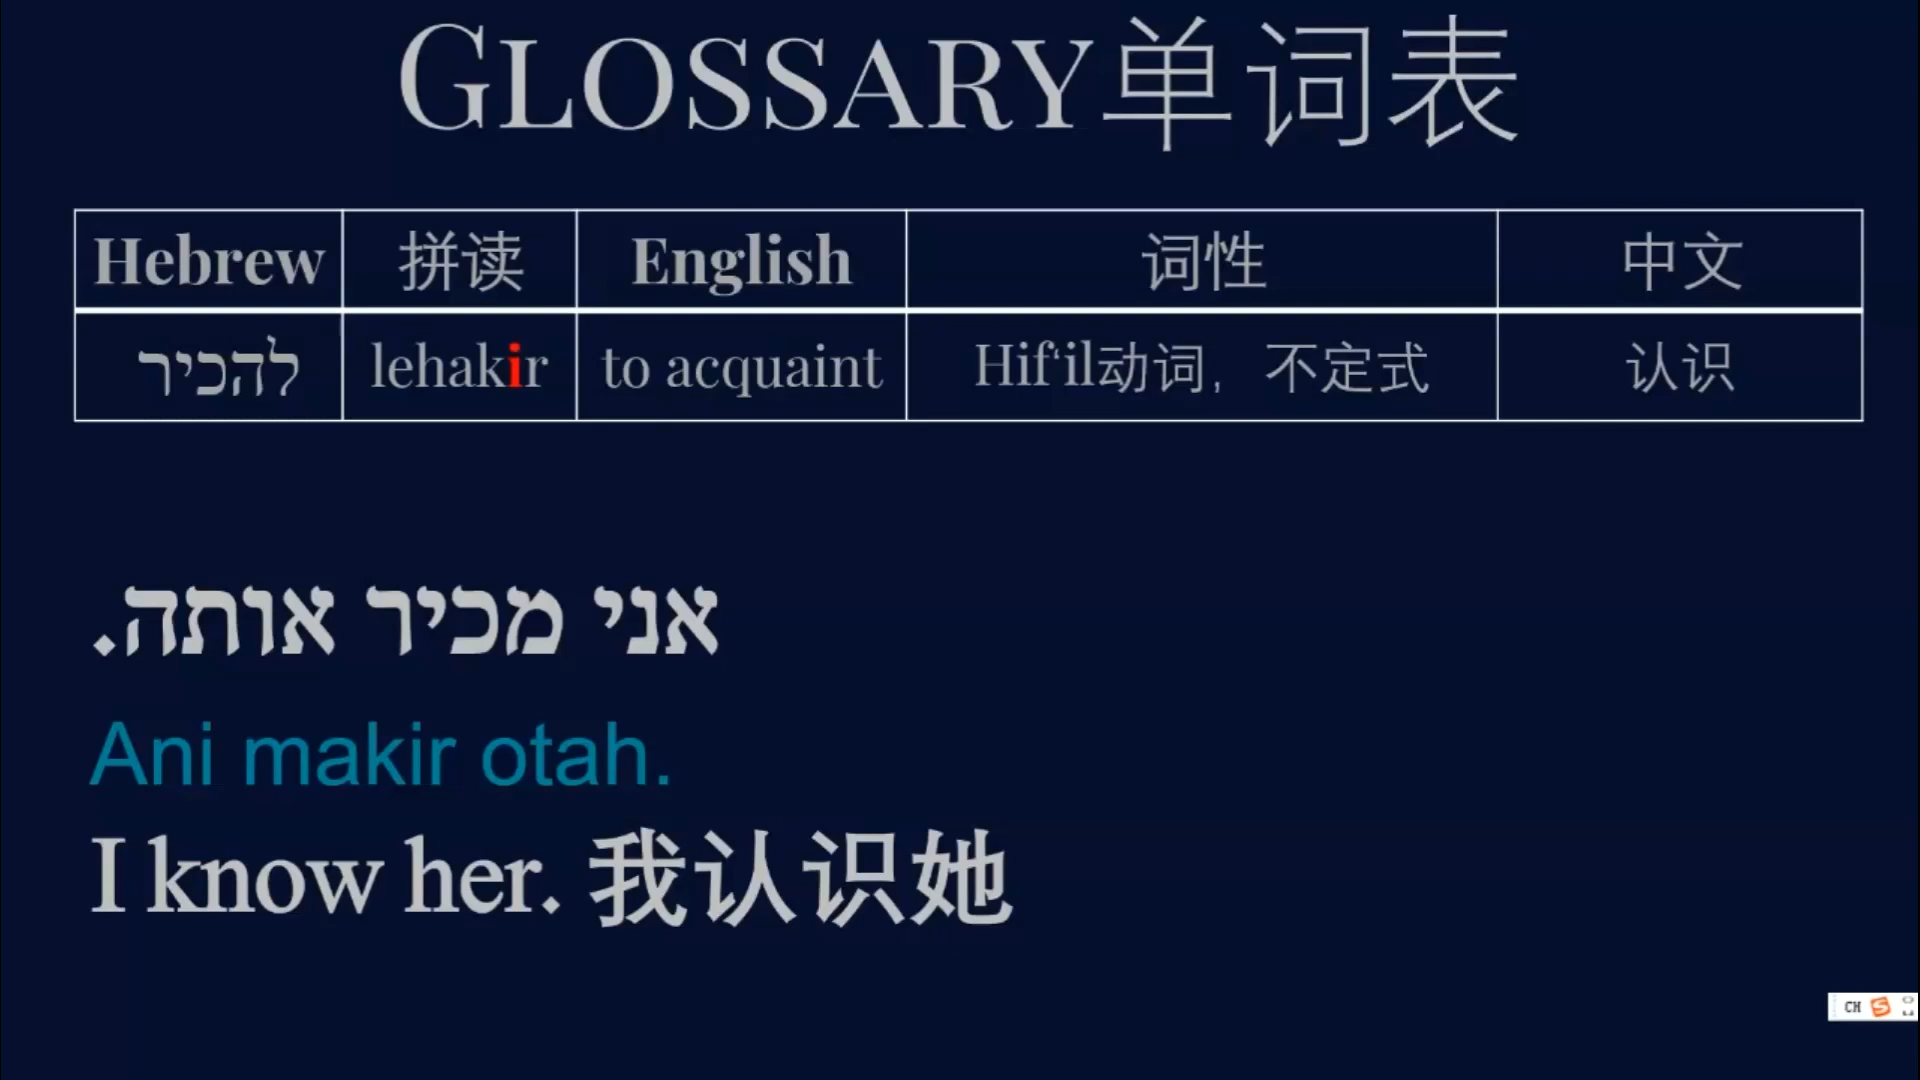 GLOSSARY单词表
Hebrew 拼读 English 词性 中文
להכיר lehakir to acquaint Hif‘il动词，不定式 认识
אני מכיר אותה.
Ani makir otah.
I know her. 我认识她
CH